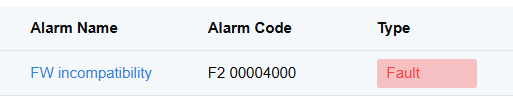 Alarm Name Alarm Code Type
FW incompatibility F2 00004000 Fault